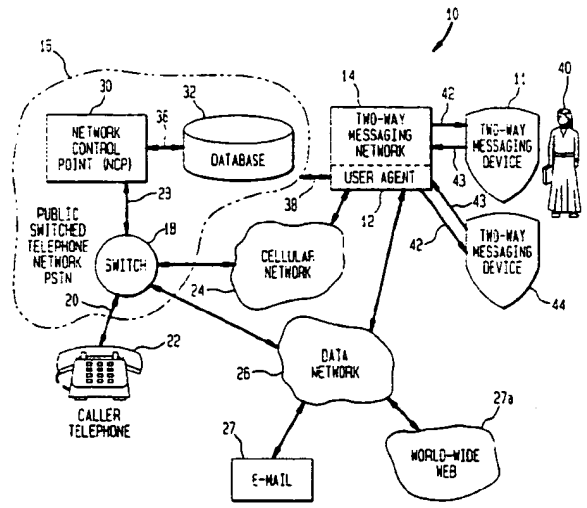 10
15
30
NETWORK
CONTROL
POINT (NCP)
36
32
DATABASE
14
TWO-WAY
MESSAGING
NETWORK
USER AGENT
12
42
43
11
TWO-WAY
MESSAGING
DEVICE
40
38
23
PUBLIC
SWITCHED
TELEPHONE
NETWORK
PSTN
18
SWITCH
20
22
CALLER
TELEPHONE
CELLULAR
NETWORK
24
43
42
TWO-WAY
MESSAGING
DEVICE
44
DATA
NETWORK
26
27
E-MAIL
27a
WORLD-WIDE
WEB